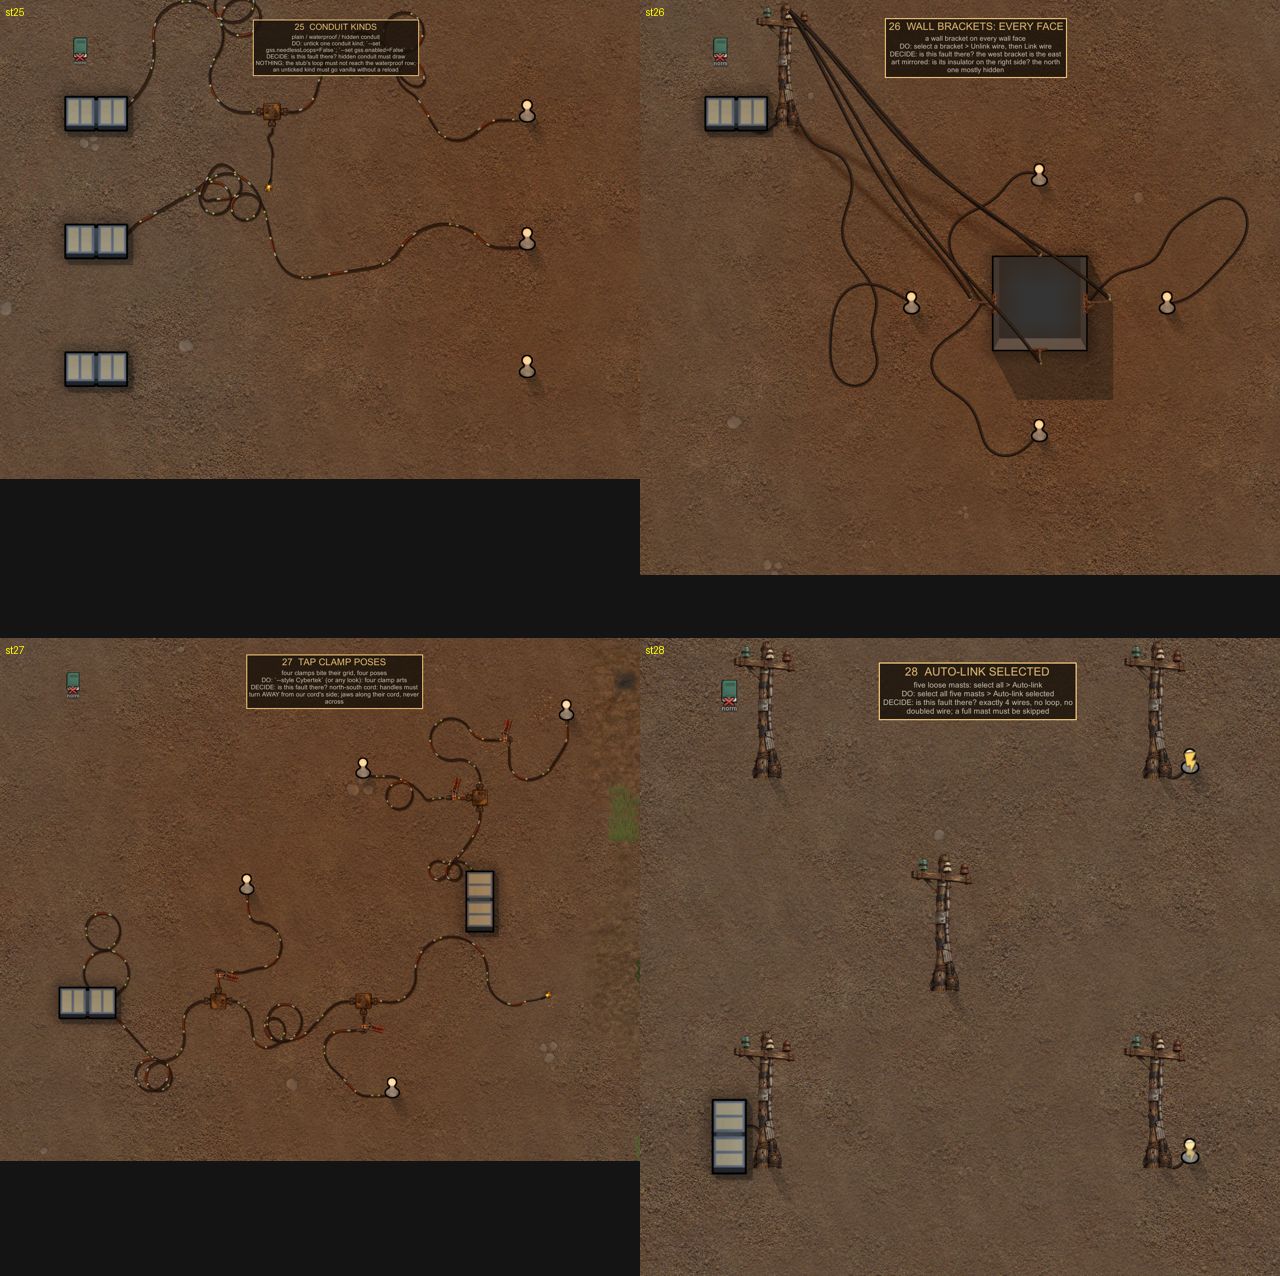 st25
25 CONDUIT KINDS
plain / waterproof / hidden conduit
DO: untick one conduit kind; `--set
gss.needlessLoops=False` `--set gss.enabled=False`
DECIDE: is this fault there? hidden conduit must draw
NOTHING; the stub's loop must not reach the waterproof row;
an unticked kind must go vanilla without a reload
st26
norm
26 WALL BRACKETS: EVERY FACE
a wall bracket on every wall face
DO: select a bracket > Unlink wire, then Link wire
DECIDE: is this fault there? the west bracket is the east
art mirrored: is its insulator on the right side? the north
one mostly hidden
st27
norm
27 TAP CLAMP POSES
four clamps bite their grid, four poses
DO: `--style Cybertek` (or any look): four clamp arts
DECIDE: is this fault there? north-south cord: handles must
turn AWAY from our cord's side; jaws along their cord, never
across
st28
norm
28 AUTO-LINK SELECTED
five loose masts: select all > Auto-link
DO: select all five masts > Auto-link selected
DECIDE: is this fault there? exactly 4 wires, no loop, no
doubled wire; a full mast must be skipped